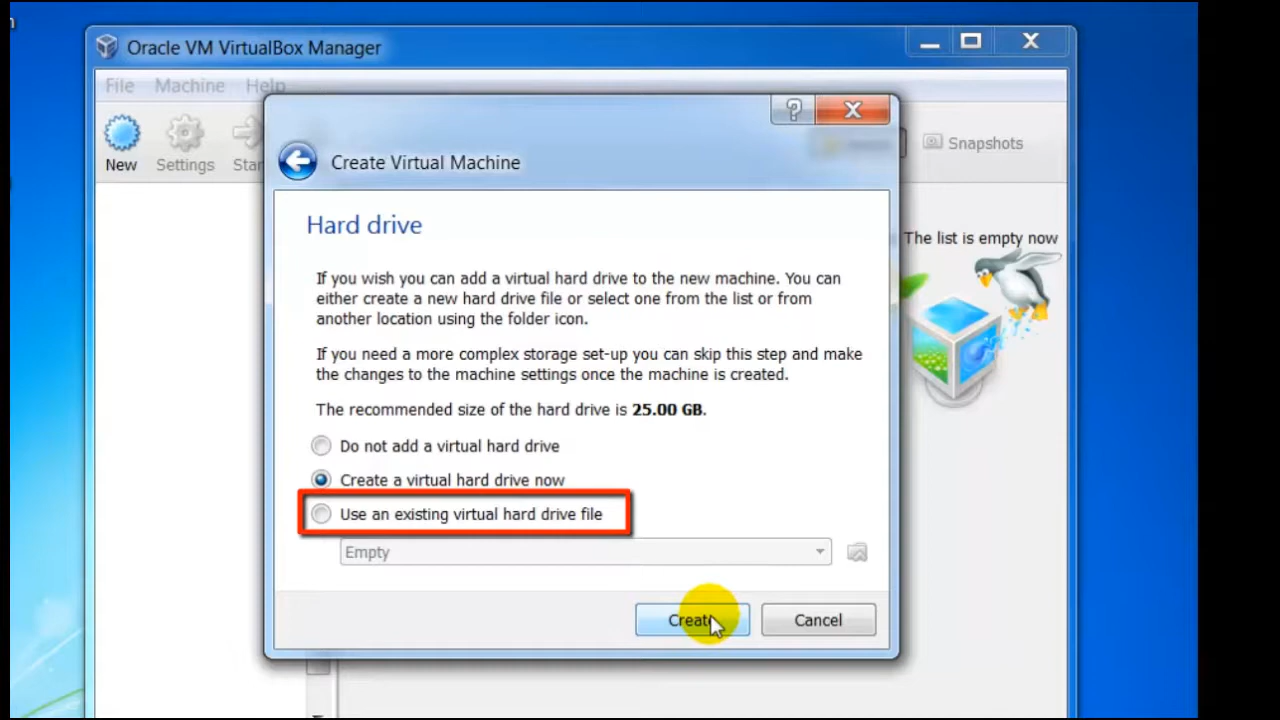 Oracle VM VirtualBox Manager
File Machine Help
New Settings
Snapshots
Create Virtual Machine
Hard drive
The list is empty now
If you wish you can add a virtual hard drive to the new machine. You can
either create a new hard drive file or select one from the list or from
another location using the folder icon.
If you need a more complex storage set-up you can skip this step and make
the changes to the machine settings once the machine is created.
The recommended size of the hard drive is 25.00 GB.
Do not add a virtual hard drive
Create a virtual hard drive now
Use an existing virtual hard drive file
Empty
Create Cancel